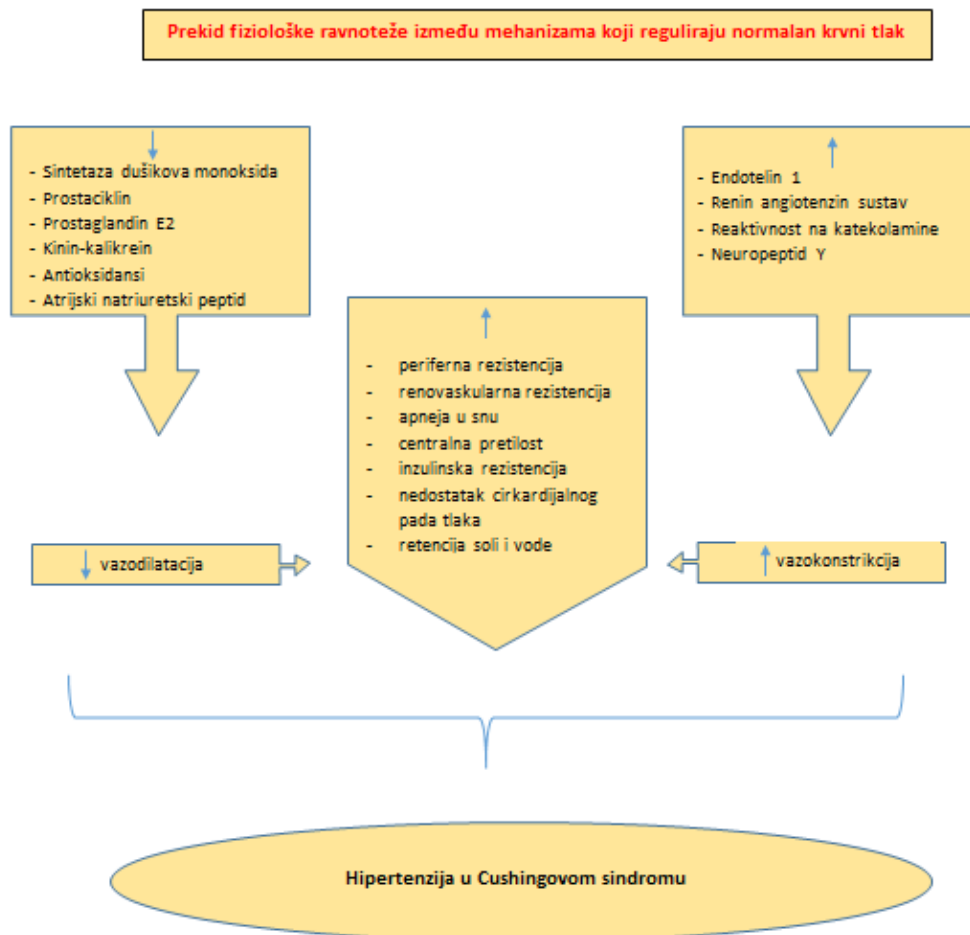 Prekid fiziološke ravnoteže između mehanizama koji reguliraju normalan krvni tlak
- Sintetaza dušikova monoksida
- Prostaciklin
- Prostaglandin E2
- Kinin-kalikrein
- Antioksidansi
- Atrijski natriuretski peptid
- Endotelin 1
- Renin angiotenzin sustav
- Reaktivnost na katekolamine
- Neuropeptid Y
- periferna rezistencija
- renovaskularna rezistencija
- apneja u snu
- centralna pretilost
- inzulinska rezistencija
- nedostatak cirkardijalnog
pada tlaka
- retencija soli i vode
vazodilatacija
vazokonstrikcija
Hipertenzija u Cushingovom sindromu